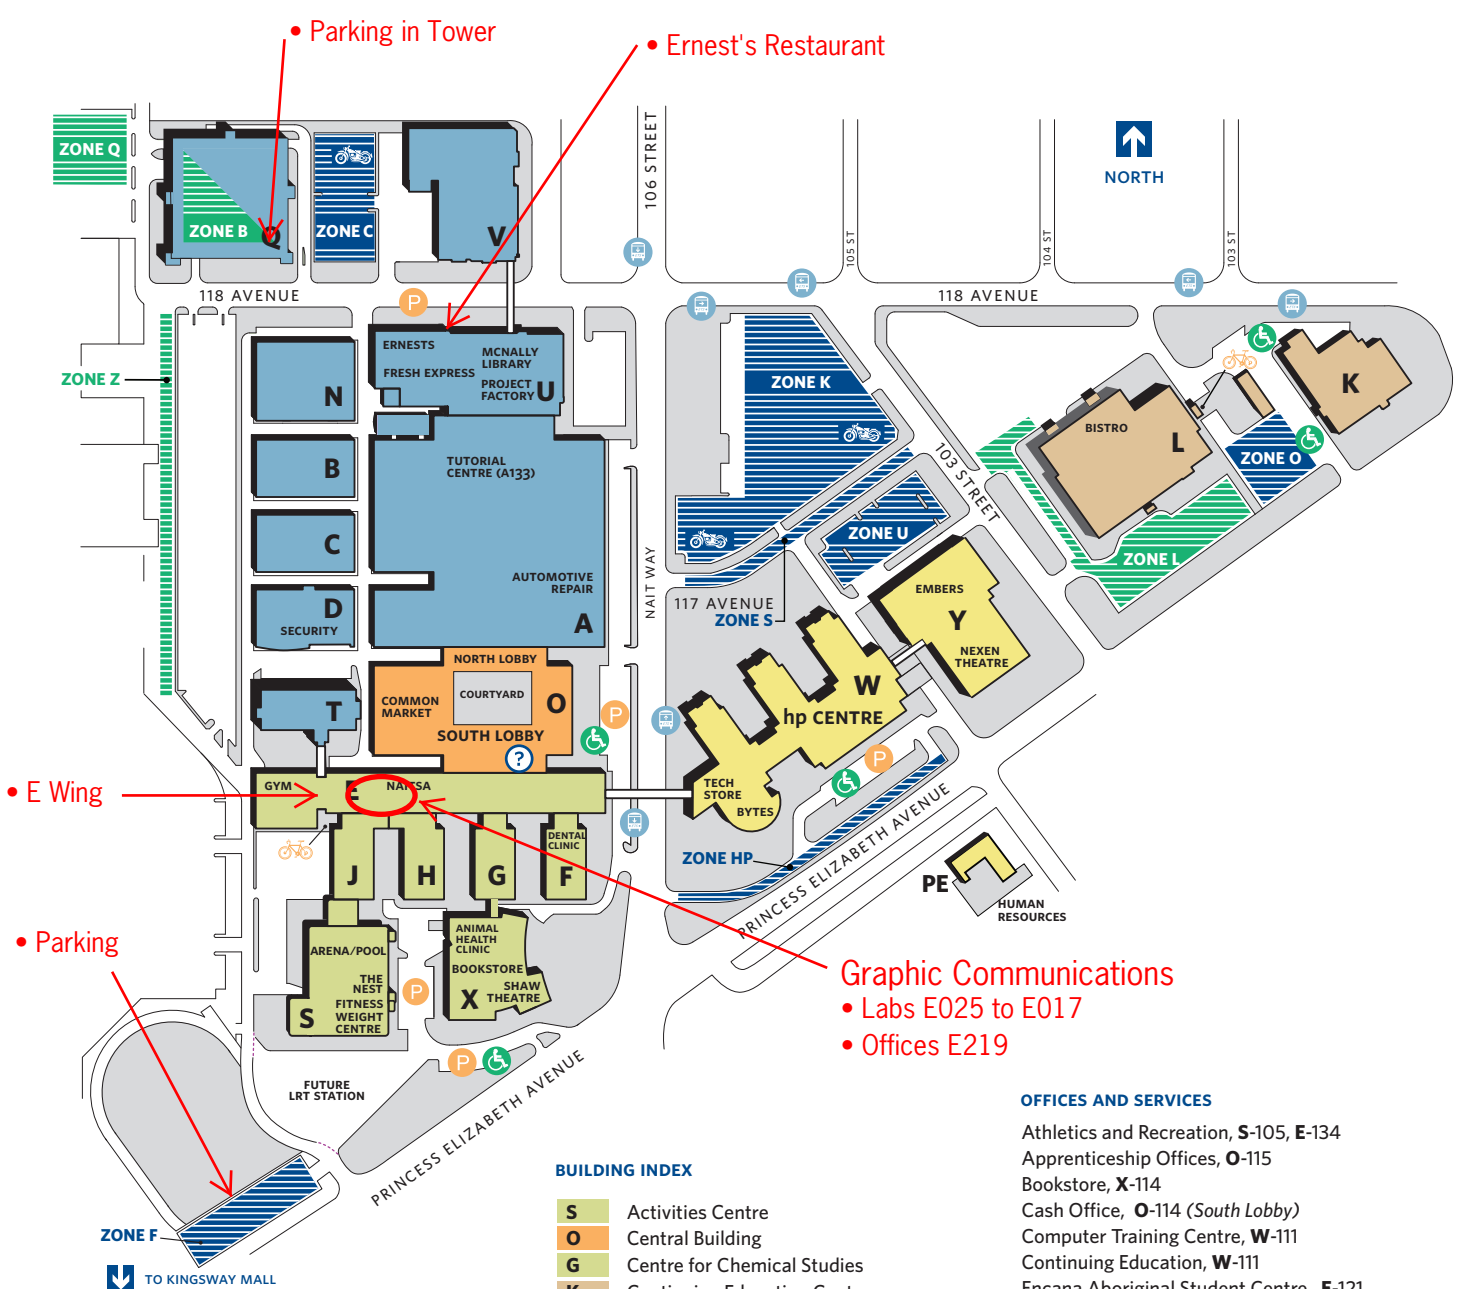 • Parking in Tower
• Ernest's Restaurant
ZONE Q
106 STREET
NORTH
ZONE B
Q
ZONE C
V
105 ST
104 ST
103 ST
118 AVENUE
P
118 AVENUE
ERNESTS
MCNALLY
LIBRARY
FRESH EXPRESS
PROJECT
FACTORY
U
ZONE Z
N
ZONE K
K
BISTRO
L
B
TUTORIAL
CENTRE (A133)
103 STREET
ZONE O
C
ZONE U
ZONE L
AUTOMOTIVE
REPAIR
NAIT WAY
D
SECURITY
A
117 AVENUE
ZONE S
EMBERS
Y
NEXEN
THEATRE
NORTH LOBBY
COURTYARD
COMMON
MARKET
O
T
SOUTH LOBBY
?
P
W
hp CENTRE
P
• E Wing
GYM
E
NAITSA
TECH
STORE
BYTES
DENTAL
CLINIC
J
H
G
F
ZONE HP
PRINCESS ELIZABETH AVENUE
PE
HUMAN
RESOURCES
• Parking
ARENA/POOL
THE
NEST
FITNESS
WEIGHT
CENTRE
S
ANIMAL
HEALTH
CLINIC
BOOKSTORE
SHAW
THEATRE
X
P
Graphic Communications
• Labs E025 to E017
• Offices E219
P
FUTURE
LRT STATION
PRINCESS ELIZABETH AVENUE
ZONE F
TO KINGSWAY MALL
BUILDING INDEX
S Activities Centre
O Central Building
G Centre for Chemical Studies
OFFICES AND SERVICES
Athletics and Recreation, S-105, E-134
Apprenticeship Offices, O-115
Bookstore, X-114
Cash Office, O-114 (South Lobby)
Computer Training Centre, W-111
Continuing Education, W-111
Encana Aboriginal Student Centre, E-121